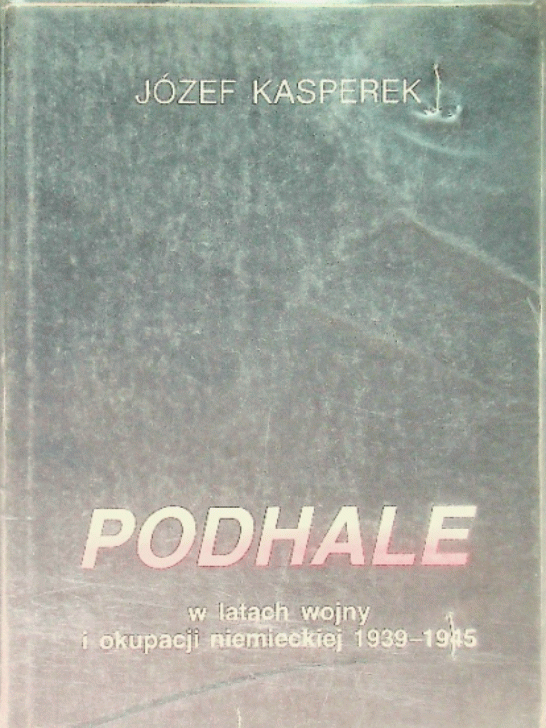 JÓZEF KASPEREK
PODHALE
w latach wojny
i okupacji niemieckiej 1939–1945